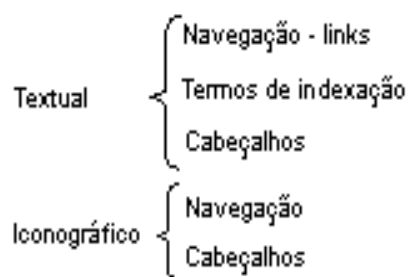 Navegação - links
Textual
Termos de indexação
Cabeçalhos
Navegação
Iconográfico
Cabeçalhos